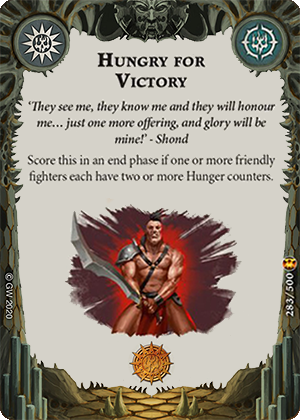 HUNGRY FOR
VICTORY
‘They see me, they know me and they will honour
me… just one more offering, and glory will be
mine!’ - Shond
Score this in an end phase if one or more friendly
fighters each have two or more Hunger counters.
© GW 2020
283/500